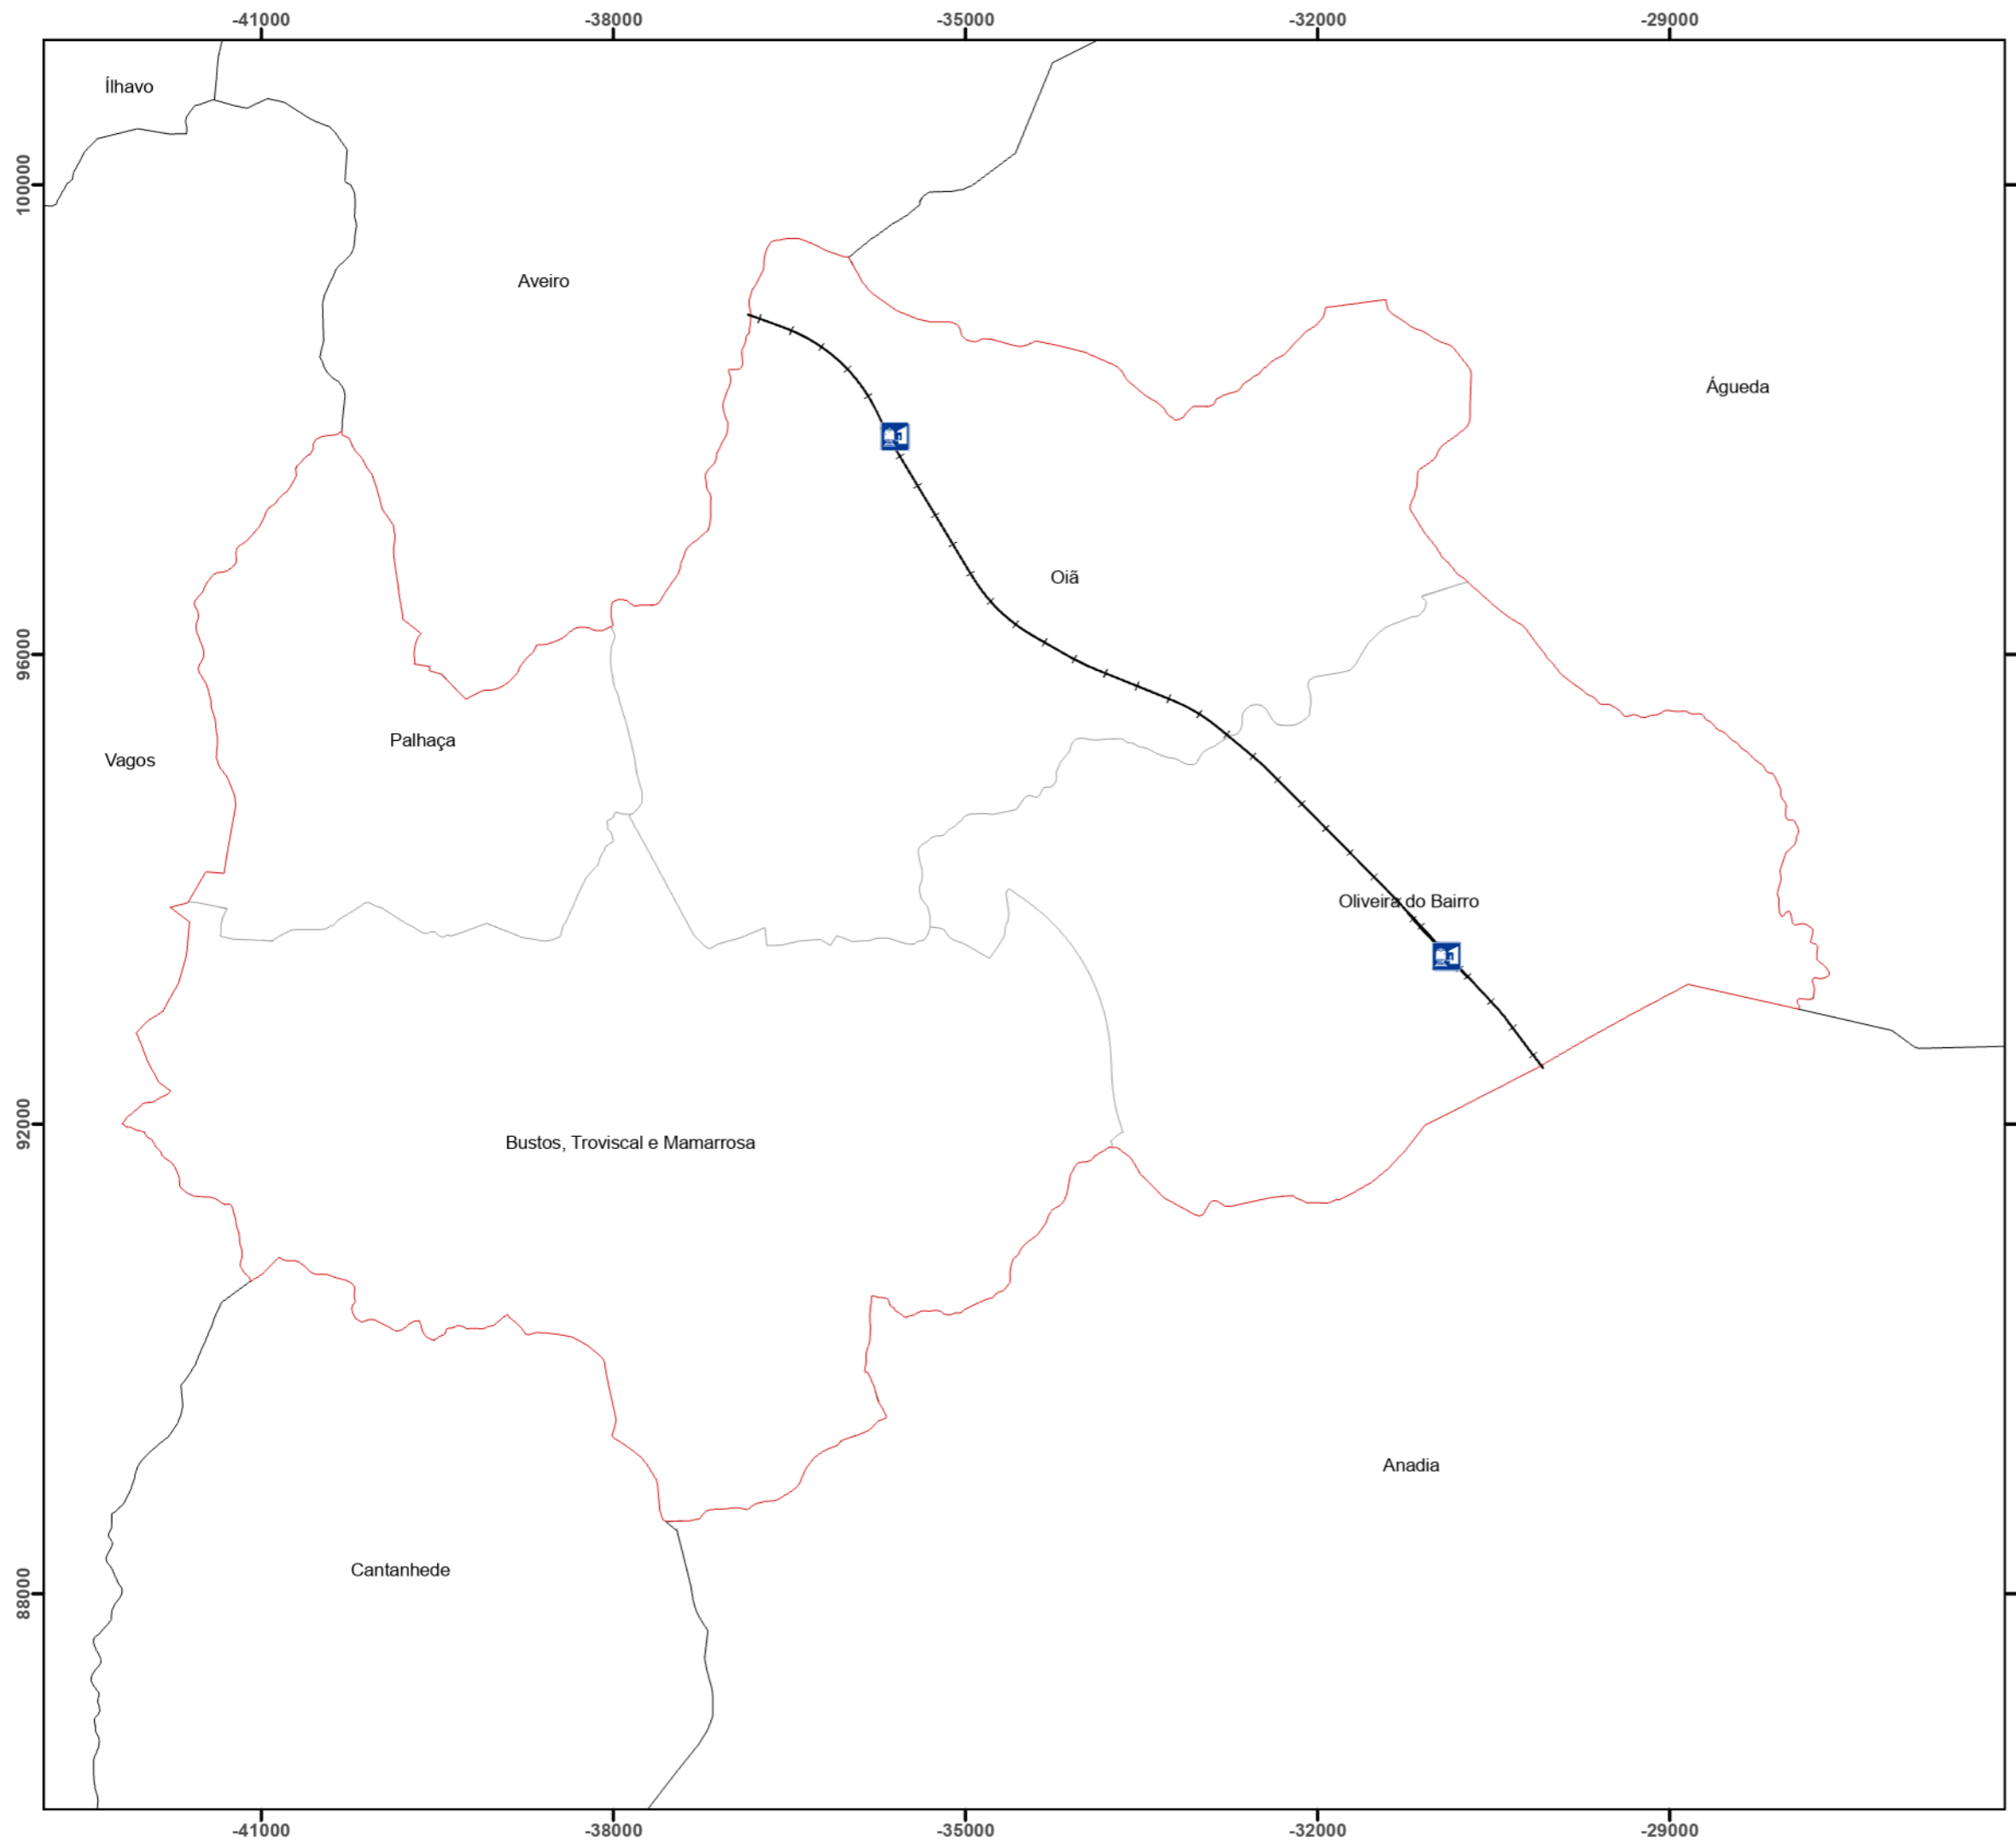 -41000 -38000 -35000 -32000 -29000
Ílhavo
100000
Aveiro
Águeda
Oiã
96000
Palhaça
Vagos
Oliveira do Bairro
92000
Bustos, Troviscal e Mamarrosa
Anadia
Cantanhede
88000
-41000 -38000 -35000 -32000 -29000